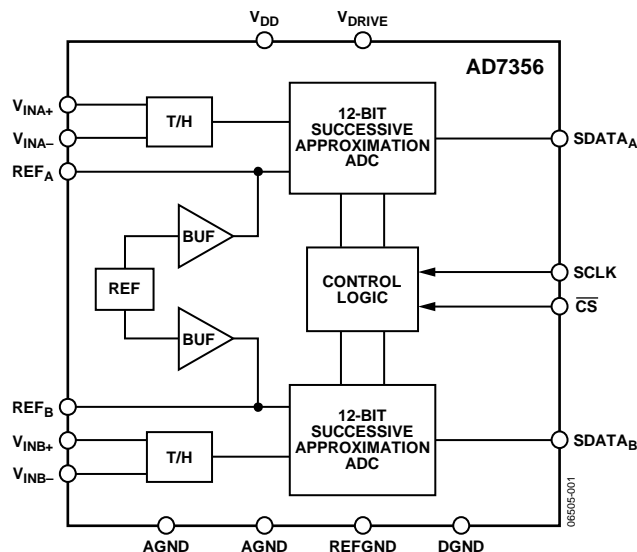 VDD
VDRIVE
AD7356
VINA+
VINA–
T/H
12-BIT
SUCCESSIVE
APPROXIMATION
ADC
SDATAA
REFA
BUF
REF
CONTROL
LOGIC
SCLK
CS
BUF
REFB
VINB+
VINB–
T/H
12-BIT
SUCCESSIVE
APPROXIMATION
ADC
SDATAB
06505-001
AGND
AGND
REFGND
DGND